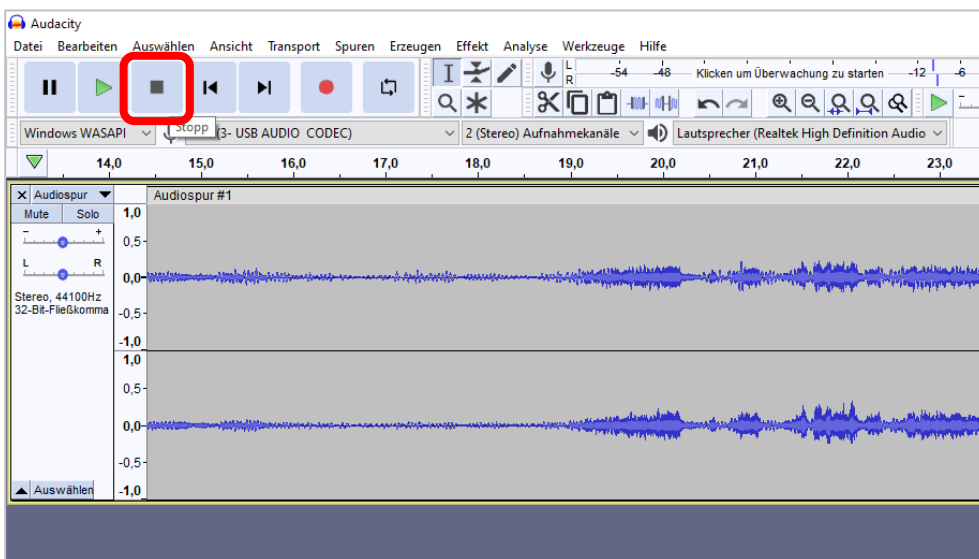 Audacity
Datei Bearbeiten Auswählen Ansicht Transport Spuren Erzeugen Effekt Analyse Werkzeuge Hilfe
L
R
-54 -48 Klicken um Überwachung zu starten -12 -6
Windows WASAPI (3- USB AUDIO CODEC) 2 (Stereo) Aufnahmekanäle Lautsprecher (Realtek High Definition Audio
Stopp
14,0 15,0 16,0 17,0 18,0 19,0 20,0 21,0 22,0 23,0
Audiospur Audiospur #1
Mute Solo
- +
L R
Stereo, 44100Hz
32-Bit-Fließkomma
1,0
0,5
0,0
-0,5
-1,0
1,0
0,5
0,0
-0,5
-1,0
Auswählen